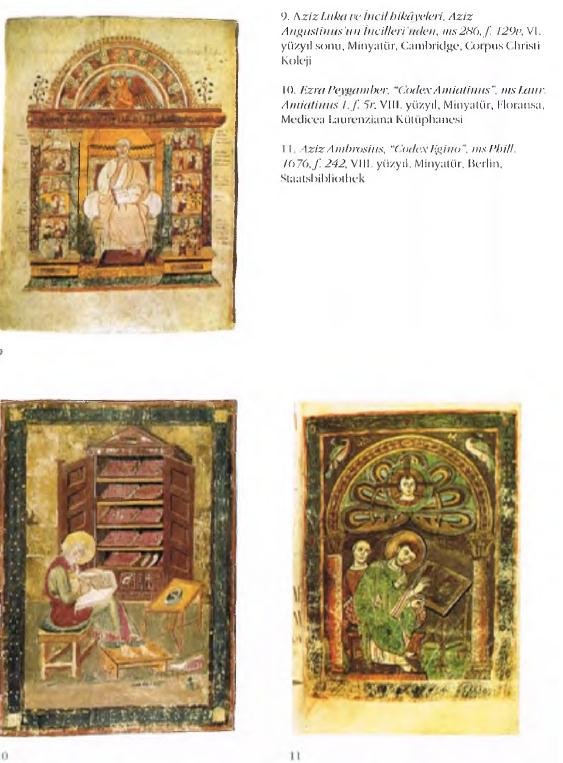 9. Aziz Luka ve İncil hikâyeleri, Aziz
Augustinus'un İncilleri'nden, ms 286, f. 129v, VI.
yüzyıl sonu, Minyatür, Cambridge, Corpus Christi
Koleji
10. Ezra Peygamber, “Codex Amiatinus”, ms Laur.
Amiatinus 1, f. 5r. VIII. yüzyıl, Minyatür, Floransa,
Medicea Laurenziana Kütüphanesi
11. Aziz Ambrosius, “Codex Egino”, ms Phill.
1676, f. 242, VIII. yüzyıl, Minyatür, Berlin,
Staatsbibliothek
9
0
11